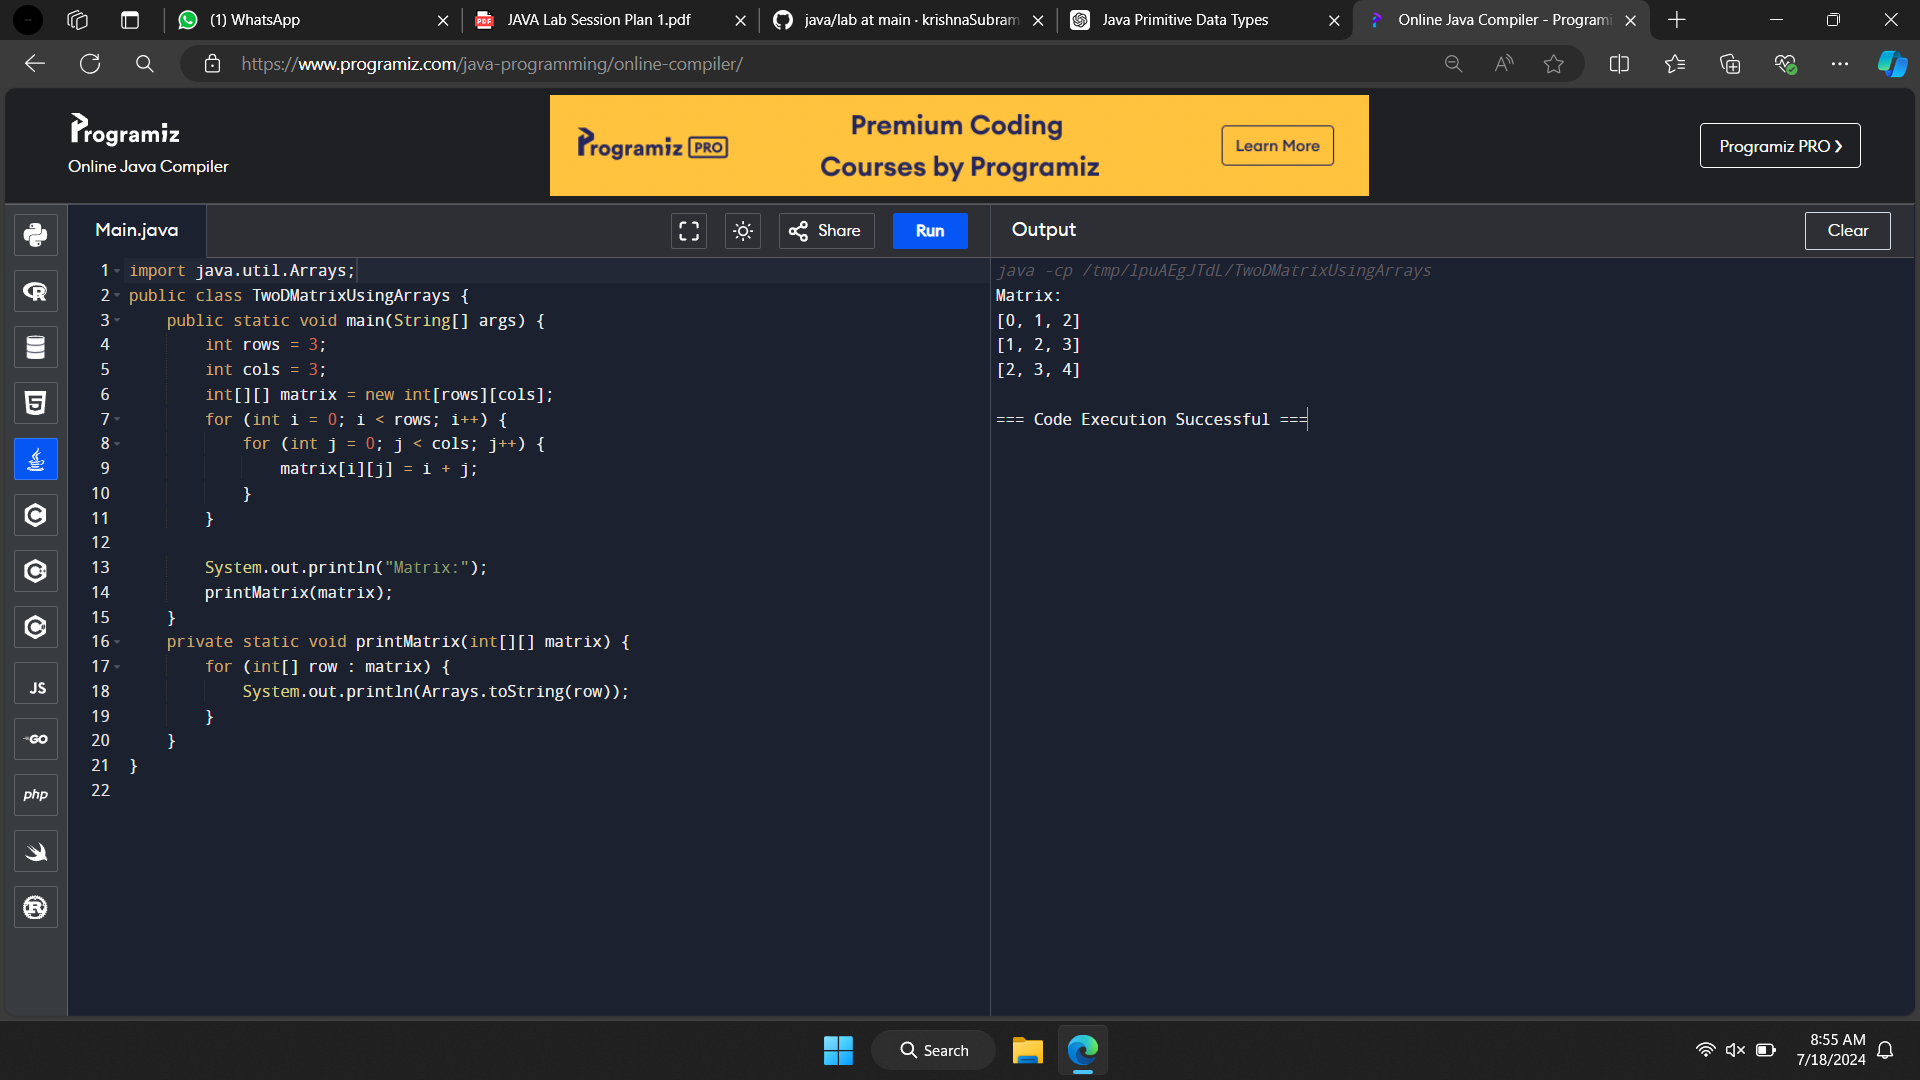 (1) WhatsApp
JAVA Lab Session Plan 1.pdf
java/lab at main · krishnaSubram
Java Primitive Data Types
Online Java Compiler - Programi
https://www.programiz.com/java-programming/online-compiler/
Programiz
Online Java Compiler
Programiz PRO
Premium Coding
Courses by Programiz
Learn More
Programiz PRO ❯
Main.java
Share
Run
Output
Clear
1 import java.util.Arrays;
2 public class TwoDMatrixUsingArrays {
3     public static void main(String[] args) {
4         int rows = 3;
5         int cols = 3;
6         int[][] matrix = new int[rows][cols];
7         for (int i = 0; i < rows; i++) {
8             for (int j = 0; j < cols; j++) {
9                 matrix[i][j] = i + j;
10             }
11         }
12
13         System.out.println("Matrix:");
14         printMatrix(matrix);
15     }
16     private static void printMatrix(int[][] matrix) {
17         for (int[] row : matrix) {
18             System.out.println(Arrays.toString(row));
19         }
20     }
21 }
22
java -cp /tmp/lpuAEgJTdL/TwoDMatrixUsingArrays
Matrix:
[0, 1, 2]
[1, 2, 3]
[2, 3, 4]
=== Code Execution Successful ===
JS
GO
php
Search
8:55 AM
7/18/2024